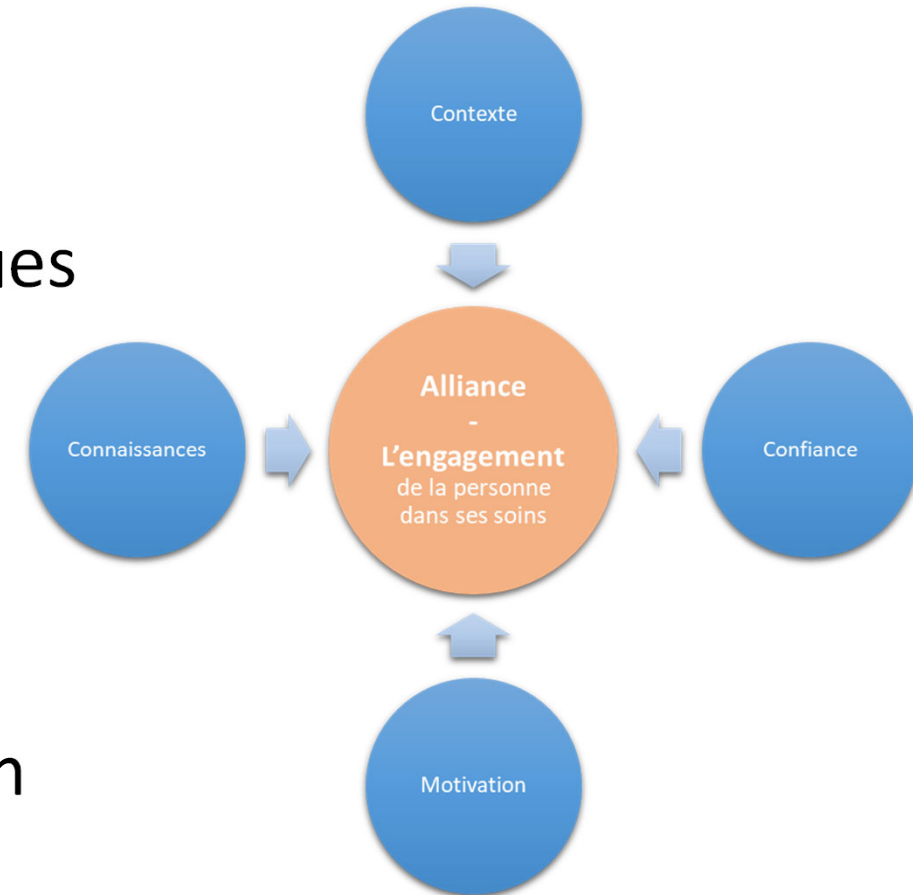 Contexte
ues
Connaissances
Alliance
-
L'engagement
de la personne
dans ses soins
Confiance
n
Motivation